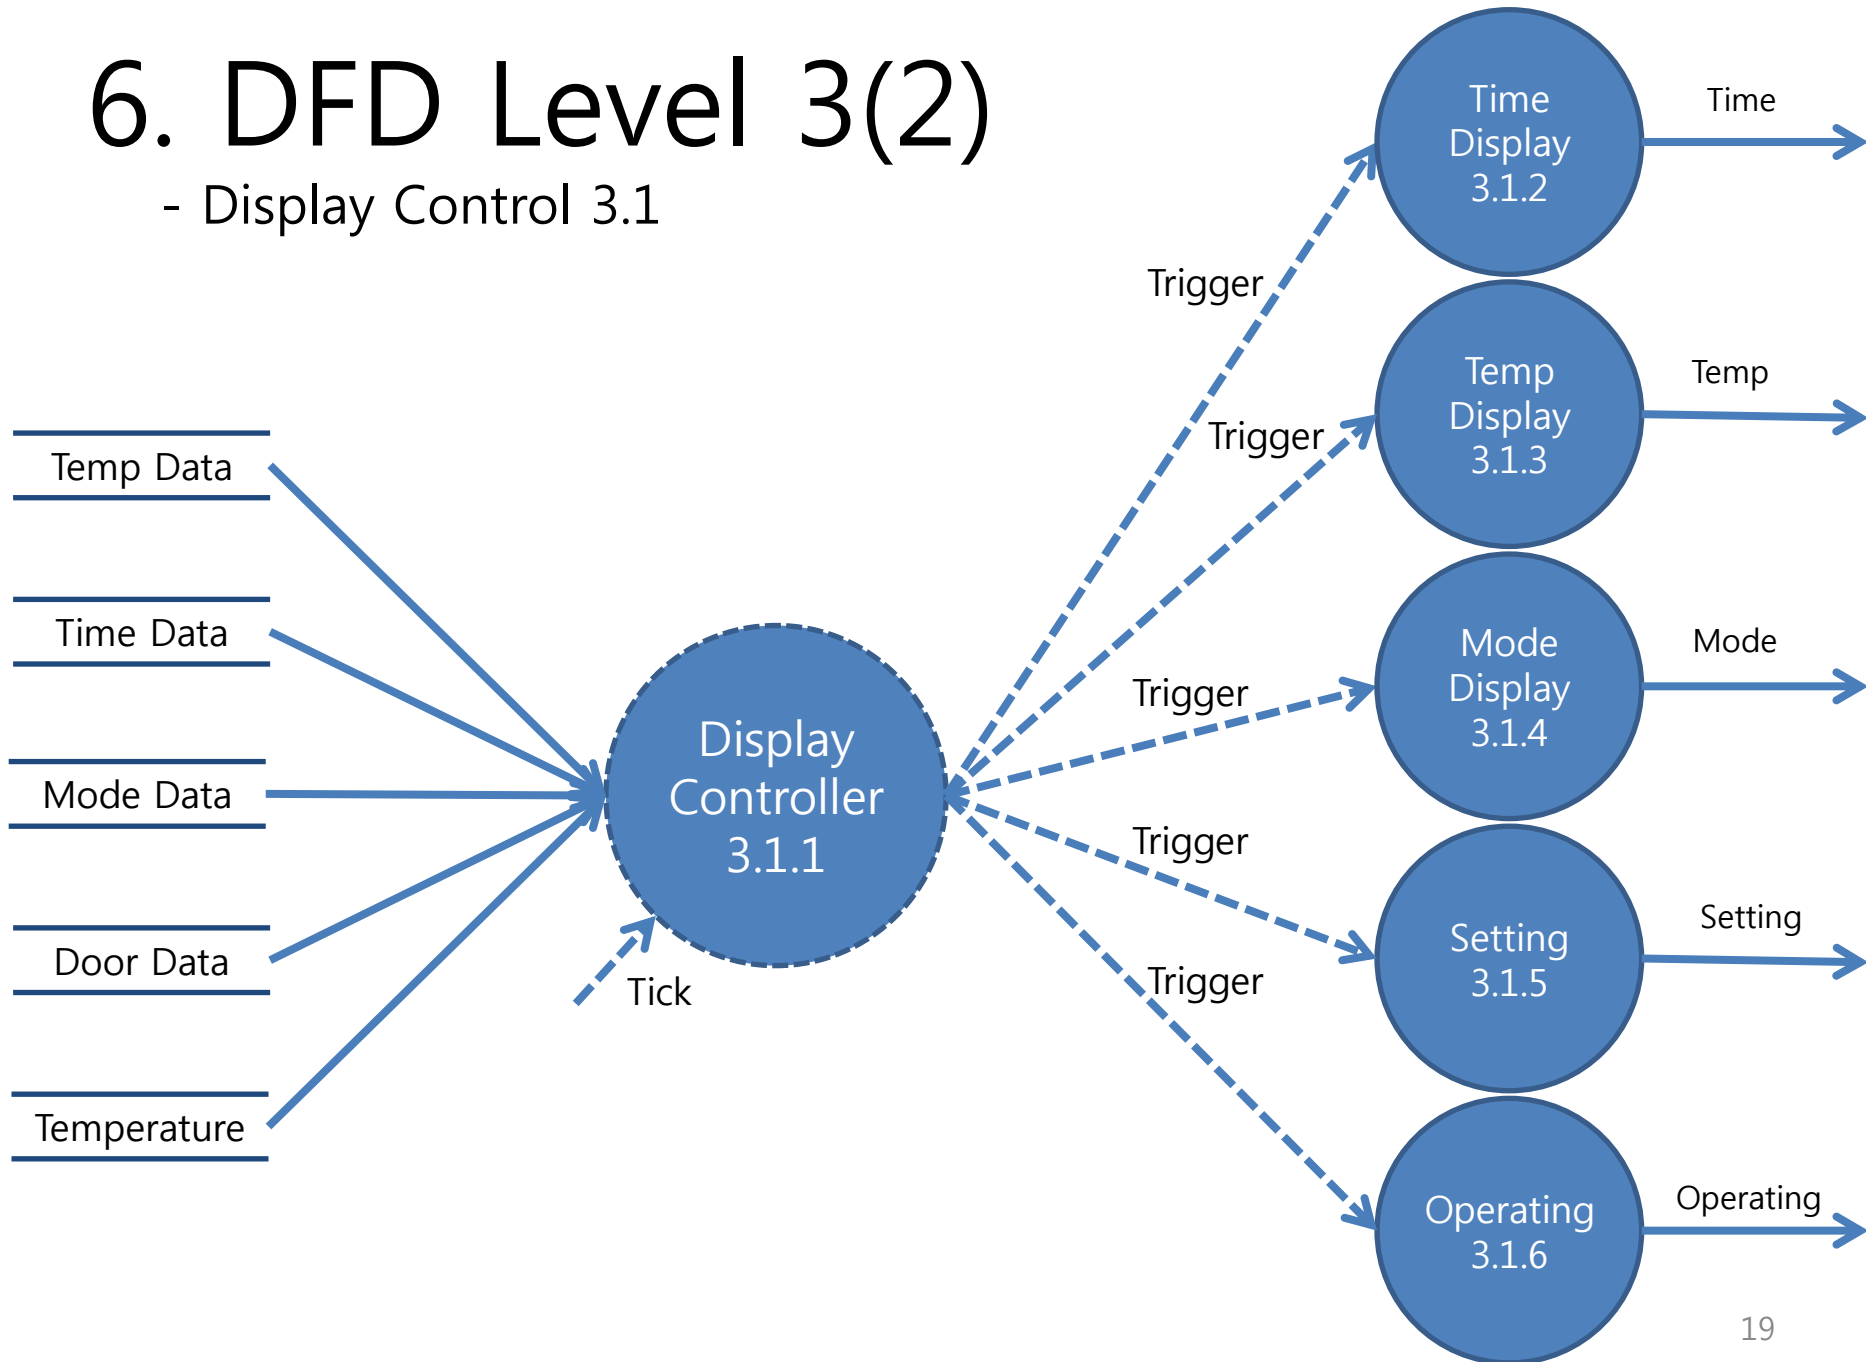 6. DFD Level 3(2)
- Display Control 3.1
Temp Data
Time Data
Mode Data
Door Data
Temperature
Display
Controller
3.1.1
Tick
Trigger
Trigger
Trigger
Trigger
Trigger
Time
Display
3.1.2
Time
Temp
Display
3.1.3
Temp
Mode
Display
3.1.4
Mode
Setting
3.1.5
Setting
Operating
3.1.6
Operating
19